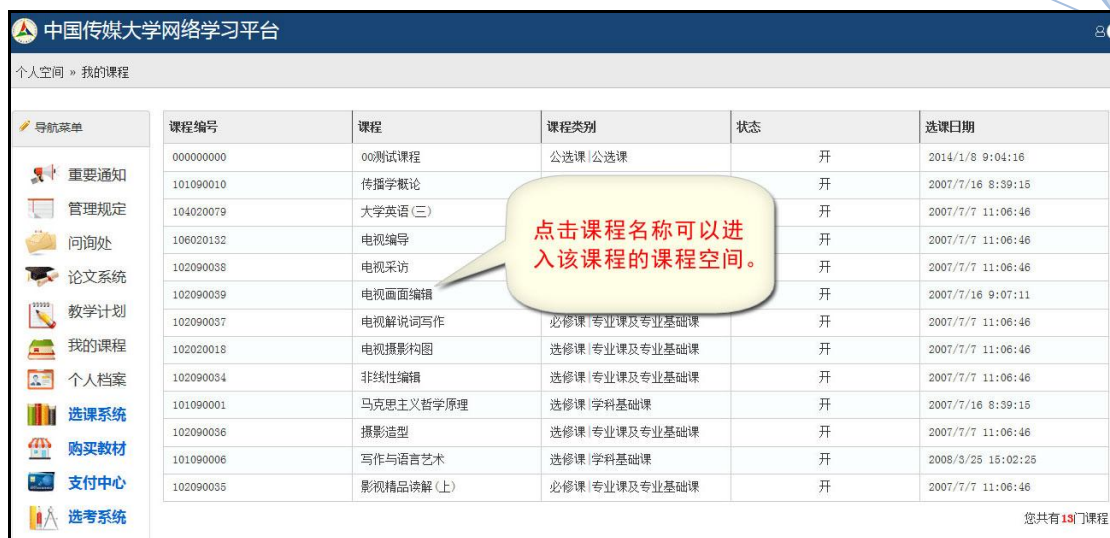 中国传媒大学网络学习平台
个人空间 » 我的课程
导航菜单
重要通知
管理规定
问询处
论文系统
教学计划
我的课程
个人档案
选课系统
购买教材
支付中心
选考系统
课程编号 课程 课程类别 状态 选课日期
000000000 00测试课程 公选课|公选课 开 2014/1/8 9:04:16
101090010 传播学概论 开 2007/7/16 8:39:15
104020079 大学英语(三) 开 2007/7/7 11:06:46
106020132 电视编导 开 2007/7/7 11:06:46
102090038 电视采访 开 2007/7/7 11:06:46
102090039 电视画面编辑 开 2007/7/16 9:07:11
102090037 电视解说词写作 必修课|专业课及专业基础课 开 2007/7/7 11:06:46
102020018 电视摄影构图 选修课|专业课及专业基础课 开 2007/7/7 11:06:46
102090034 非线性编辑 选修课|专业课及专业基础课 开 2007/7/7 11:06:46
101090001 马克思主义哲学原理 选修课|学科基础课 开 2007/7/16 8:39:15
102090036 摄影造型 选修课|专业课及专业基础课 开 2007/7/7 11:06:46
101090006 写作与语言艺术 选修课|学科基础课 开 2008/3/25 15:02:25
102090035 影视精品读解(上) 必修课|专业课及专业基础课 开 2007/7/7 11:06:46
点击课程名称可以进
入该课程的课程空间。
您共有13门课程